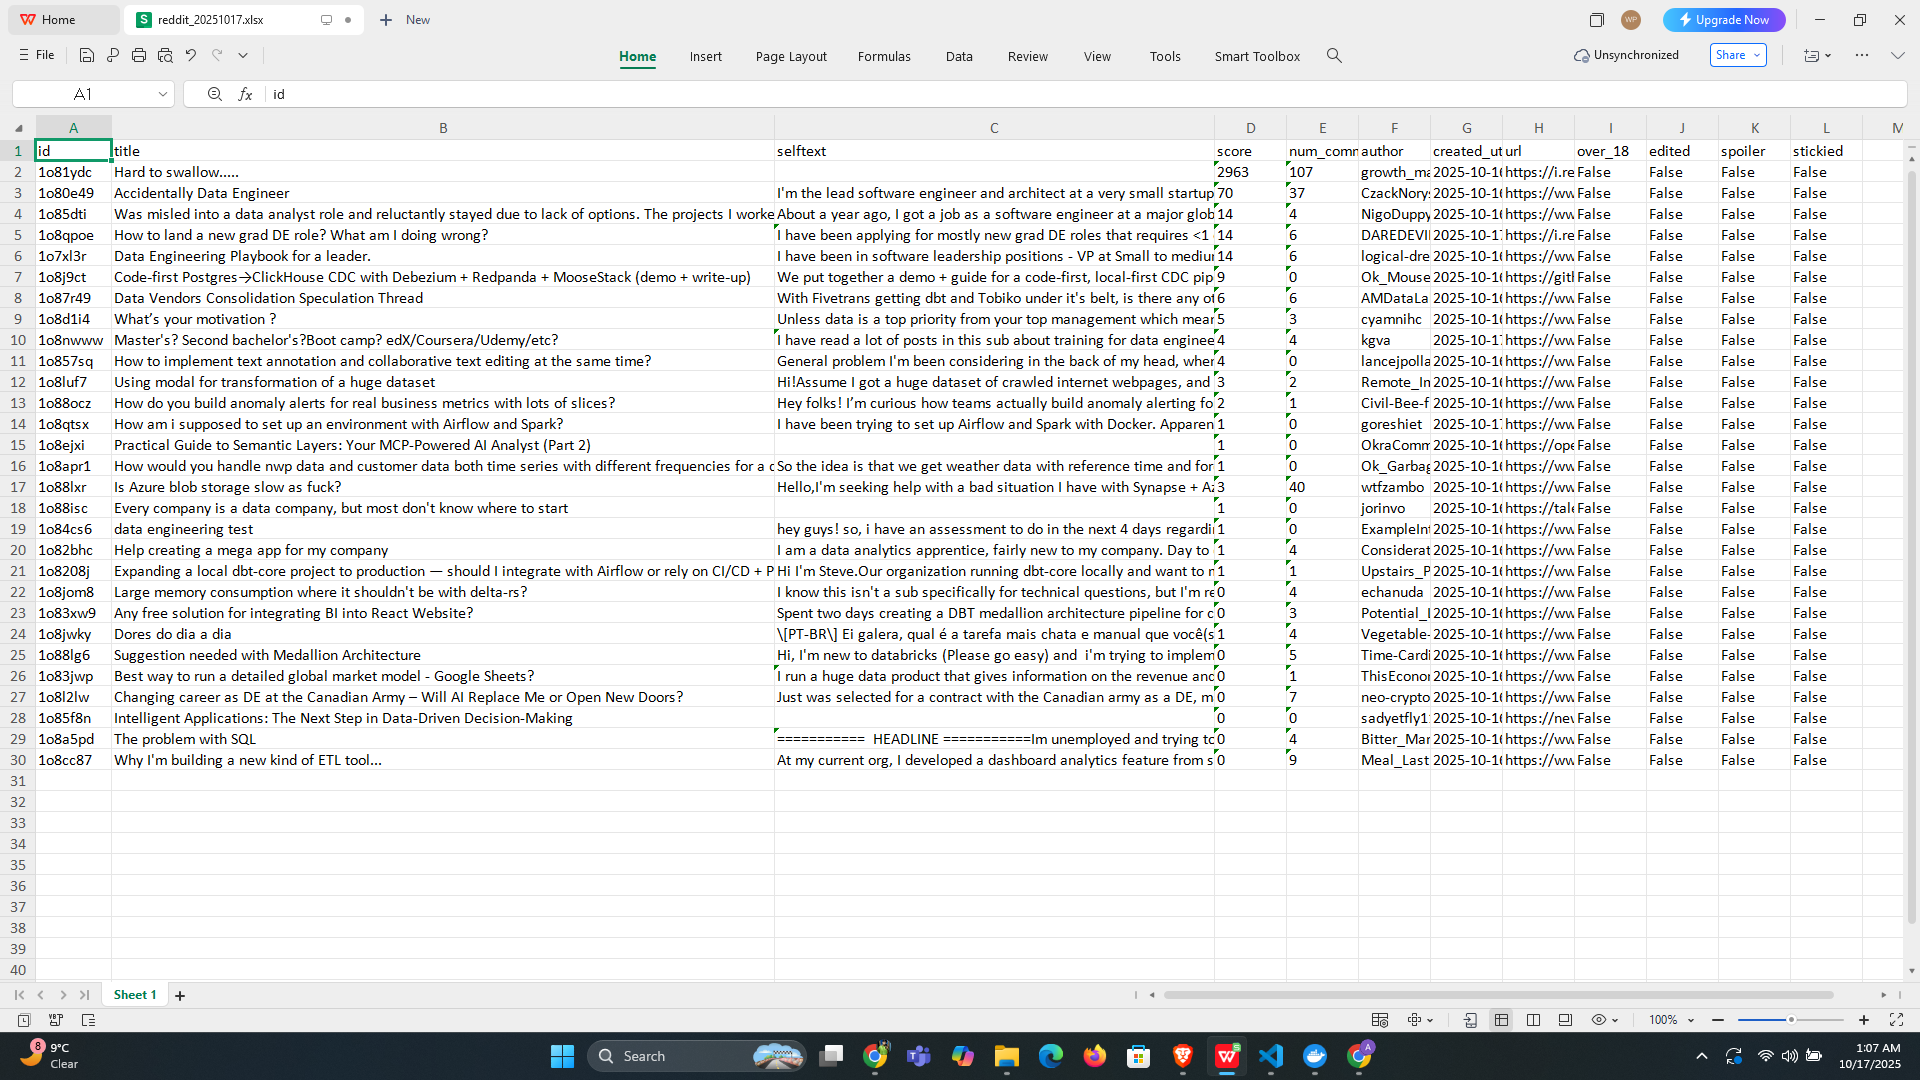 Home reddit_20251017.xlsx New WP Upgrade Now
File Home Insert Page Layout Formulas Data Review View Tools Smart Toolbox Unsynchronized Share
A1 fx id
A B C D E F G H I J K L M
1 id title selftext score num_comm author created_ut url over_18 edited spoiler stickied
2 1o81ydc Hard to swallow..... 2963 107 growth_ma 2025-10-16 https://i.re False False False False
3 1o80e49 Accidentally Data Engineer I'm the lead software engineer and architect at a very small startup 70 37 CzackNory 2025-10-16 https://ww False False False False
4 1o85dti Was misled into a data analyst role and reluctantly stayed due to lack of options. The projects I worke About a year ago, I got a job as a software engineer at a major glob 14 4 NigoDuppy 2025-10-16 https://ww False False False False
5 1o8qpoe How to land a new grad DE role? What am I doing wrong? I have been applying for mostly new grad DE roles that requires <1 14 6 DAREDEVI 2025-10-17 https://i.re False False False False
6 1o7xl3r Data Engineering Playbook for a leader. I have been in software leadership positions - VP at Small to mediu 14 6 logical-dre 2025-10-16 https://ww False False False False
7 1o8j9ct Code-first Postgres→ClickHouse CDC with Debezium + Redpanda + MooseStack (demo + write-up) We put together a demo + guide for a code-first, local-first CDC pip 9 0 Ok_Mouse 2025-10-16 https://gitl False False False False
8 1o87r49 Data Vendors Consolidation Speculation Thread With Fivetrans getting dbt and Tobiko under it's belt, is there any ot 6 6 AMDataLa 2025-10-16 https://ww False False False False
9 1o8d1i4 What’s your motivation ? Unless data is a top priority from your top management which mear 5 3 cyamnihc 2025-10-16 https://ww False False False False
10 1o8nwww Master's? Second bachelor's?Boot camp? edX/Coursera/Udemy/etc? I have read a lot of posts in this sub about training for data enginee 4 4 kgva 2025-10-17 https://ww False False False False
11 1o857sq How to implement text annotation and collaborative text editing at the same time? General problem I'm been considering in the back of my head, wher 4 0 lancejpolla 2025-10-16 https://ww False False False False
12 1o8luf7 Using modal for transformation of a huge dataset Hi!Assume I got a huge dataset of crawled internet webpages, and 3 2 Remote_In 2025-10-16 https://ww False False False False
13 1o88ocz How do you build anomaly alerts for real business metrics with lots of slices? Hey folks! I’m curious how teams actually build anomaly alerting fo 2 1 Civil-Bee-f 2025-10-16 https://ww False False False False
14 1o8qtsx How am i supposed to set up an environment with Airflow and Spark? I have been trying to set up Airflow and Spark with Docker. Apparen 1 0 goreshiet 2025-10-17 https://ww False False False False
15 1o8ejxi Practical Guide to Semantic Layers: Your MCP-Powered AI Analyst (Part 2) 1 0 OkraComm 2025-10-16 https://ope False False False False
16 1o8apr1 How would you handle nwp data and customer data both time series with different frequencies for a c So the idea is that we get weather data with reference time and for 1 0 Ok_Garbag 2025-10-16 https://ww False False False False
17 1o88lxr Is Azure blob storage slow as fuck? Hello,I'm seeking help with a bad situation I have with Synapse + Az 3 40 wtfzambo 2025-10-16 https://ww False False False False
18 1o88isc Every company is a data company, but most don't know where to start 1 0 jorinvo 2025-10-16 https://tale False False False False
19 1o84cs6 data engineering test hey guys! so, i have an assessment to do in the next 4 days regardi 1 0 ExampleInt 2025-10-16 https://ww False False False False
20 1o82bhc Help creating a mega app for my company I am a data analytics apprentice, fairly new to my company. Day to 1 4 Considerat 2025-10-16 https://ww False False False False
21 1o8208j Expanding a local dbt-core project to production — should I integrate with Airflow or rely on CI/CD + P Hi I'm Steve.Our organization running dbt-core locally and want to r 1 1 Upstairs_P 2025-10-16 https://ww False False False False
22 1o8jom8 Large memory consumption where it shouldn't be with delta-rs? I know this isn't a sub specifically for technical questions, but I'm re 0 4 echanuda 2025-10-16 https://ww False False False False
23 1o83xw9 Any free solution for integrating BI into React Website? Spent two days creating a DBT medallion architecture pipeline for c 0 3 Potential_I 2025-10-16 https://ww False False False False
24 1o8jwky Dores do dia a dia \[PT-BR\] Ei galera, qual é a tarefa mais chata e manual que você(s 1 4 Vegetable- 2025-10-16 https://ww False False False False
25 1o88lg6 Suggestion needed with Medallion Architecture Hi, I'm new to databricks (Please go easy) and i'm trying to implem 0 5 Time-Cardi 2025-10-16 https://ww False False False False
26 1o83jwp Best way to run a detailed global market model - Google Sheets? I run a huge data product that gives information on the revenue and 0 1 ThisEconor 2025-10-16 https://ww False False False False
27 1o8l2lw Changing career as DE at the Canadian Army – Will AI Replace Me or Open New Doors? Just was selected for a contract with the Canadian army as a DE, m 0 7 neo-crypto 2025-10-16 https://ww False False False False
28 1o85f8n Intelligent Applications: The Next Step in Data-Driven Decision-Making 0 0 sadyetfly1 2025-10-16 https://nev False False False False
29 1o8a5pd The problem with SQL =========== HEADLINE ===========Im unemployed and trying to 0 4 Bitter_Mar 2025-10-16 https://ww False False False False
30 1o8cc87 Why I'm building a new kind of ETL tool... At my current org, I developed a dashboard analytics feature from s 0 9 Meal_Last 2025-10-16 https://ww False False False False
31
32
33
34
35
36
37
38
39
40
Sheet 1
100%
8 9°C Clear Search 1:07 AM
10/17/2025